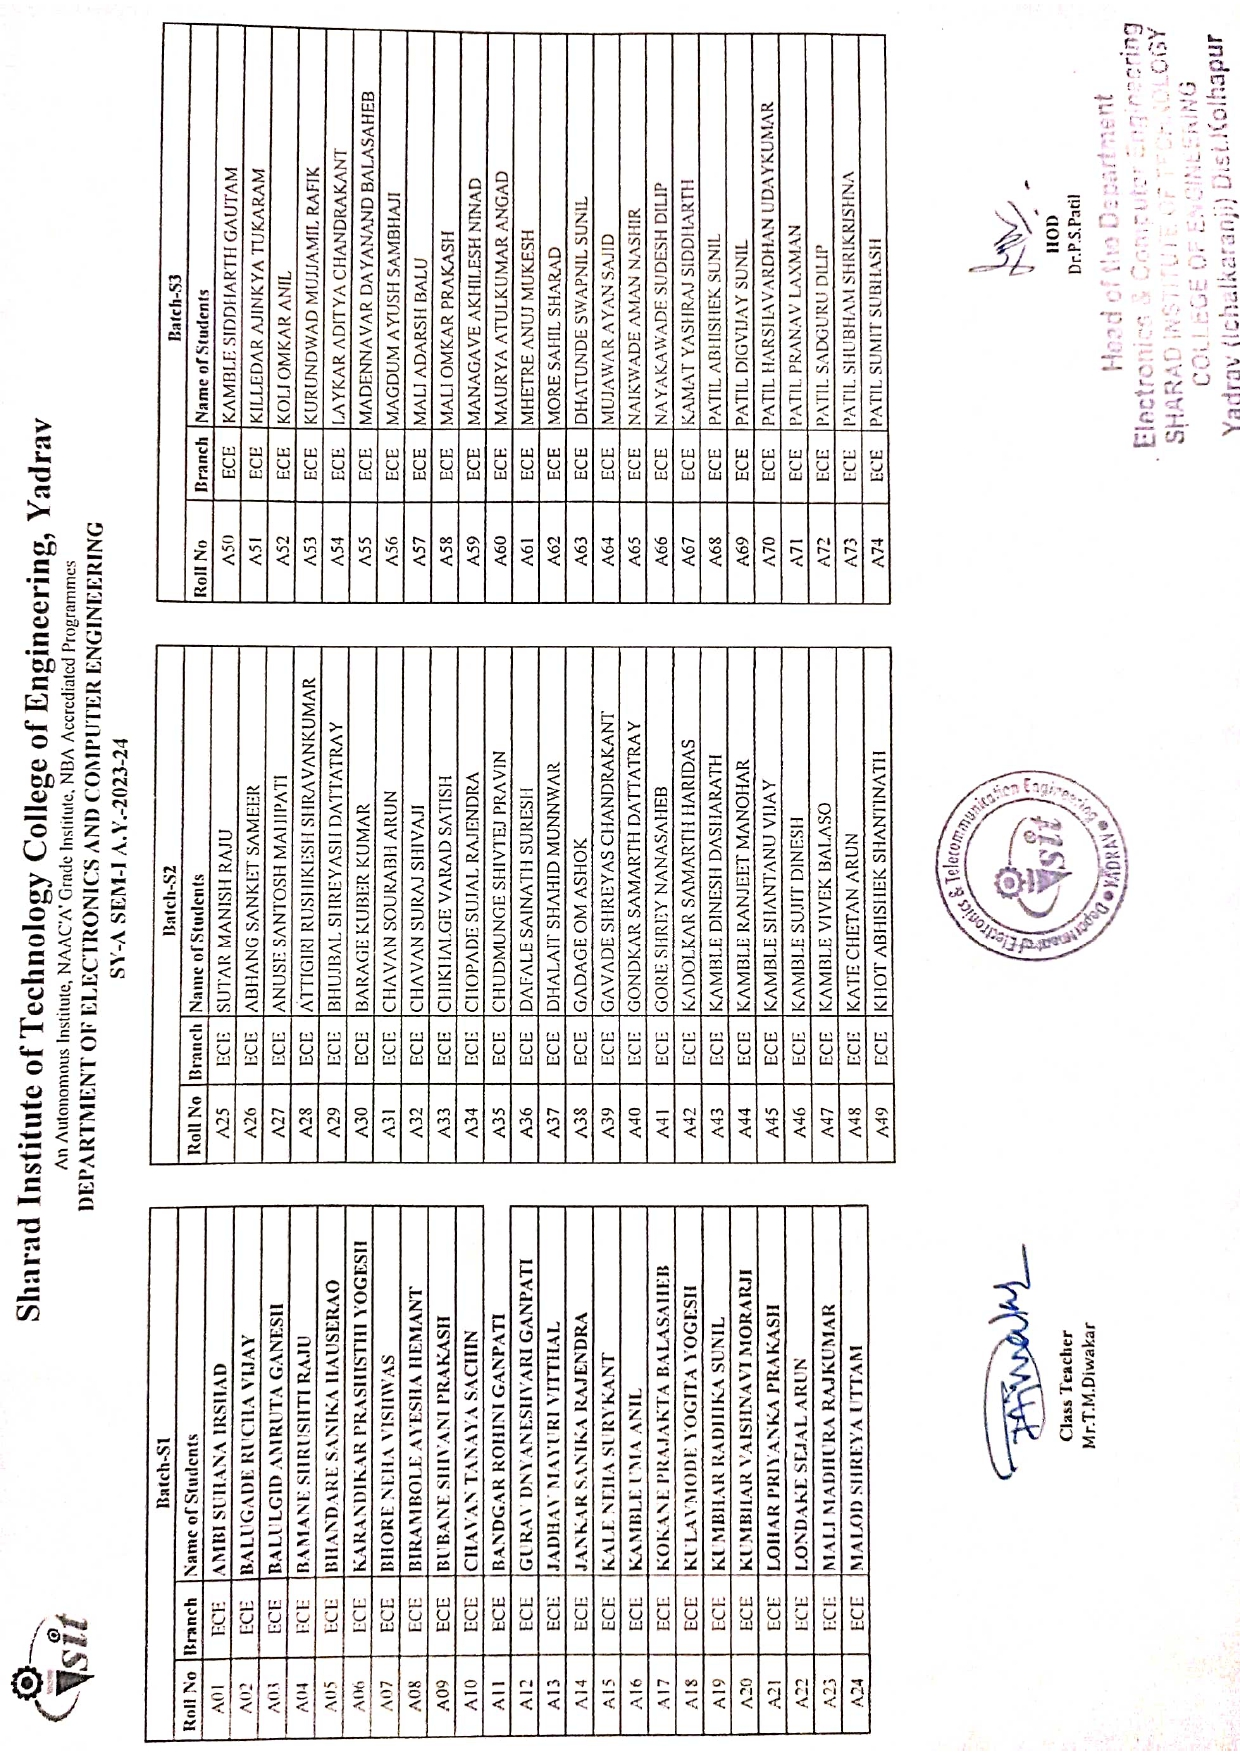 Sharad Institute of Technology College of Engineering, Yadrav
An Autonomous Institute, NAAC'A' Grade Institute, NBA Accrediated Programmes
DEPARTMENT OF ELECTRONICS AND COMPUTER ENGINEERING
SY-A SEM-I A.Y.-2023-24
sit
Batch-S1
Roll No Branch Name of Students
A01 ECE AMBI SUHANA IRSHAD
A02 ECE BALUGADE RUCHA VIJAY
A03 ECE BALULGID AMRUTA GANESH
A04 ECE BAMANE SHRUSHTI RAJU
A05 ECE BHANDARE SANIKA HAUSERAO
A06 ECE KARANDIKAR PRASHISTHI YOGESH
A07 ECE BHORE NEHA VISHWAS
A08 ECE BIRAMBOLE AYESHA HEMANT
A09 ECE BUBANE SHIVANI PRAKASH
A10 ECE CHAVAN TANAYA SACHIN
A11 ECE BANDGAR ROHINI GANPATI
A12 ECE GURAV DNYANESHVARI GANPATI
A13 ECE JADHAV MAYURI VITTHAL
A14 ECE JANKAR SANIKA RAJENDRA
A15 ECE KALE NEHA SURYKANT
A16 ECE KAMBLE UMA ANIL
A17 ECE KOKANE PRAJAKTA BALASAHEB
A18 ECE KULAVMODE YOGITA YOGESH
A19 ECE KUMBHAR RADHIKA SUNIL
A20 ECE KUMBHAR VAISHNAVI MORARJI
A21 ECE LOHAR PRIYANKA PRAKASH
A22 ECE LONDAKE SEJAL ARUN
A23 ECE MALI MADHURA RAJKUMAR
A24 ECE MALOD SHREYA UTTAM
Batch-S2
Roll No Branch Name of Students
A25 ECE SUTAR MANISH RAJU
A26 ECE ABHANG SANKET SAMEER
A27 ECE ANUSE SANTOSH MAHIPATI
A28 ECE ATTIGRI RUSHIKESH SHRAVANKUMAR
A29 ECE BHUJBAL SHREYASH DATTATRAY
A30 ECE BARAGE KUBER KUMAR
A31 ECE CHAVAN SOURABH ARUN
A32 ECE CHAVAN SURAJ SHIVAJI
A33 ECE CHIKHALGE VARAD SATISH
A34 ECE CHOPADE SUJAL RAJENDRA
A35 ECE CHUDMUNGE SHIVTEJ PRAVIN
A36 ECE DAFALE SAINATH SURESH
A37 ECE DHALAIT SHAHID MUNNWAR
A38 ECE GADAGE OM ASHOK
A39 ECE GAVADE SHREYAS CHANDRAKANT
A40 ECE GONDKAR SAMARTH DATTATRAY
A41 ECE GORE SHREY NANASAHEB
A42 ECE KADOLKAR SAMARTH HARIDAS
A43 ECE KAMBLE DINESH DASHARATH
A44 ECE KAMBLE RANJEET MANOHAR
A45 ECE KAMBLE SHANTANU VIJAY
A46 ECE KAMBLE SUJIT DINESH
A47 ECE KAMBLE VIVEK BALASO
A48 ECE KATE CHETAN ARUN
A49 ECE KHOT ABHISHEK SHANTINATH
Batch-S3
Roll No Branch Name of Students
A50 ECE KAMBLE SIDDHARTH GAUTAM
A51 ECE KILLEDAR AJINKYA TUKARAM
A52 ECE KOLI OMKAR ANIL
A53 ECE KURUNDWAD MUJJAMIL RAFIK
A54 ECE LAYKAR ADITYA CHANDRAKANT
A55 ECE MADENNAVAR DAYANAND BALASAHEB
A56 ECE MAGDUM AYUSH SAMBHAJI
A57 ECE MALI ADARSH BALU
A58 ECE MALI OMKAR PRAKASH
A59 ECE MANAGAVE AKHILESH NINAD
A60 ECE MAURYA ATULKUMAR ANGAD
A61 ECE MHETRE ANUJ MUKESH
A62 ECE MORE SAHIL SHARAD
A63 ECE DHATUNDE SWAPNIL SUNIL
A64 ECE MUJAWAR AYAN SAJID
A65 ECE NAIKWADE AMAN NASHIR
A66 ECE NAYAKAWADE SUDESH DILIP
A67 ECE KAMAT YASHRAJ SIDDHARTH
A68 ECE PATIL ABHISHEK SUNIL
A69 ECE PATIL DIGVIJAY SUNIL
A70 ECE PATIL HARSHAVARDHAN UDAYKUMAR
A71 ECE PATIL PRANAV LAXMAN
A72 ECE PATIL SADGURU DILIP
A73 ECE PATIL SHUBHAM SHRIKRISHNA
A74 ECE PATIL SUMIT SUBHASH
Class Teacher
Mr.T.M.Diwakar
Department of Electronics & Telecommunication Engineering
YADRAV
sit
HOD
Dr.P.S.Patil
Head of the Department
Electronics & Computer Engineering
SHARAD INSTITUTE OF TECHNOLOGY
COLLEGE OF ENGINEERING
Yadrav (Ichalkaranji) Dist.Kolhapur